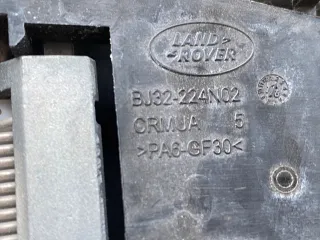 LAND
ROVER
BJ32-224N02
CRMUA 5
>PA6-GF30<